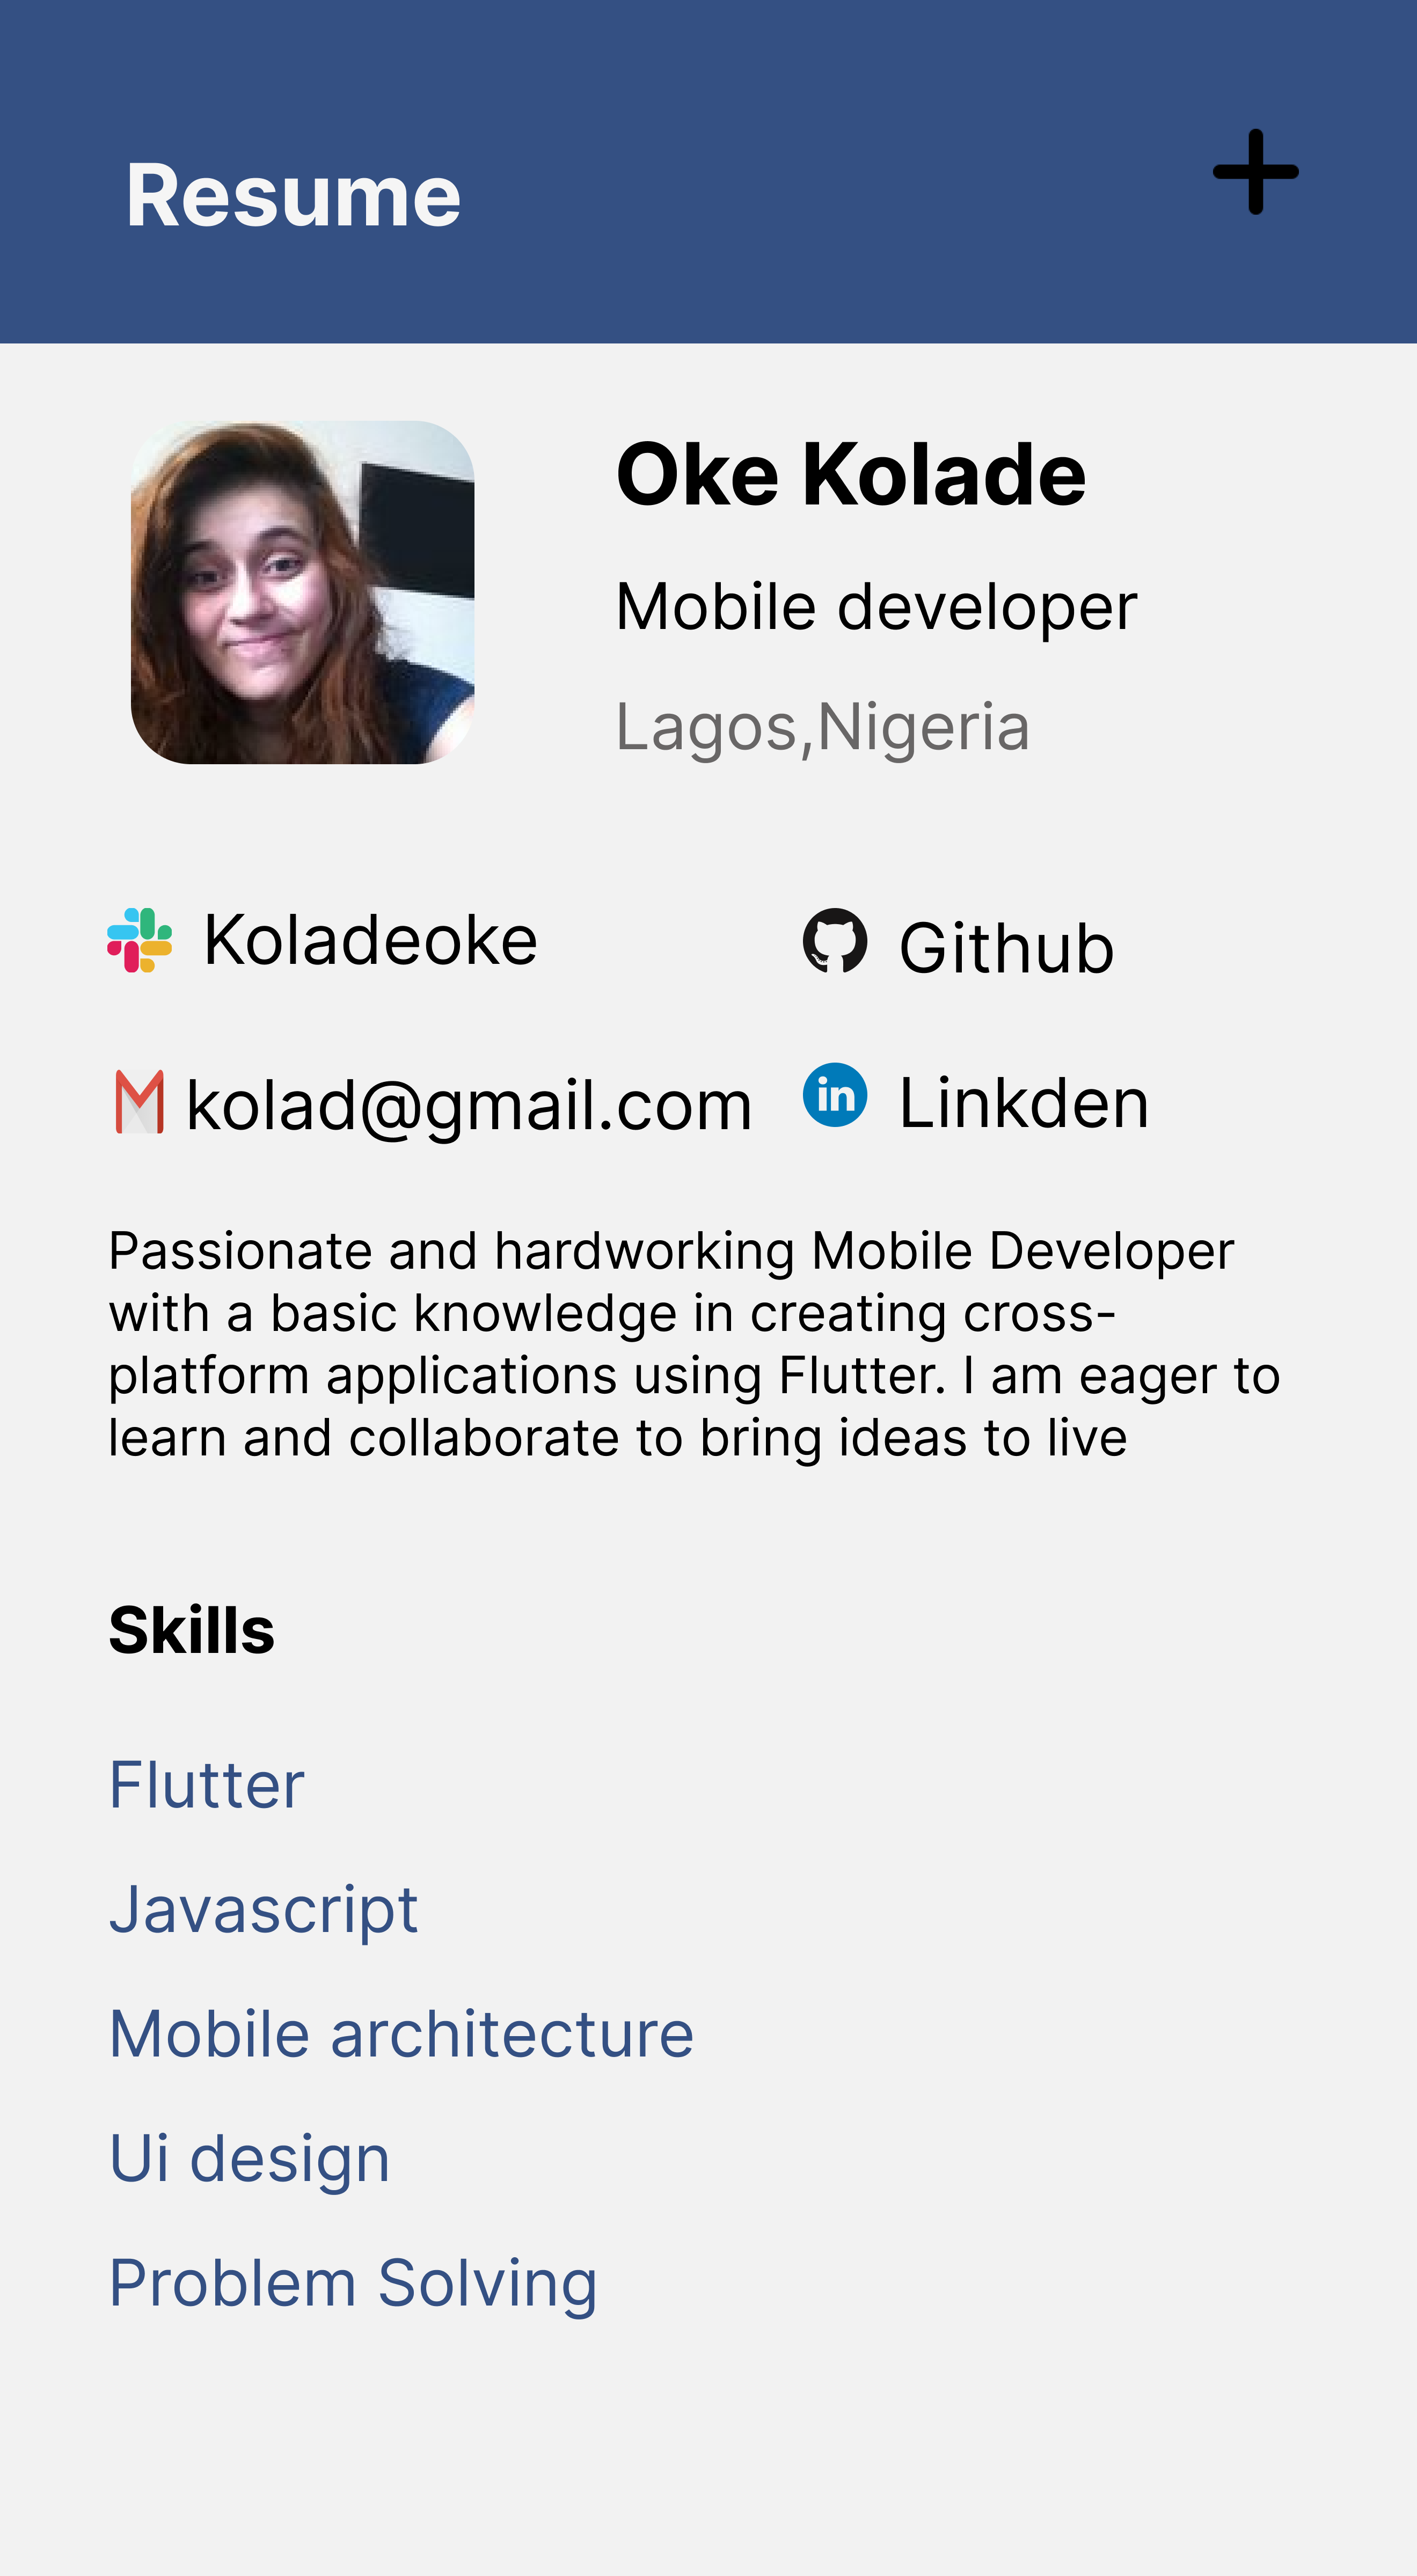 Resume
Oke Kolade
Mobile developer
Lagos,Nigeria
Koladeoke
Github
kolad@gmail.com
in
Linkden
Passionate and hardworking Mobile Developer
with a basic knowledge in creating cross-
platform applications using Flutter. I am eager to
learn and collaborate to bring ideas to live
Skills
Flutter
Javascript
Mobile architecture
Ui design
Problem Solving